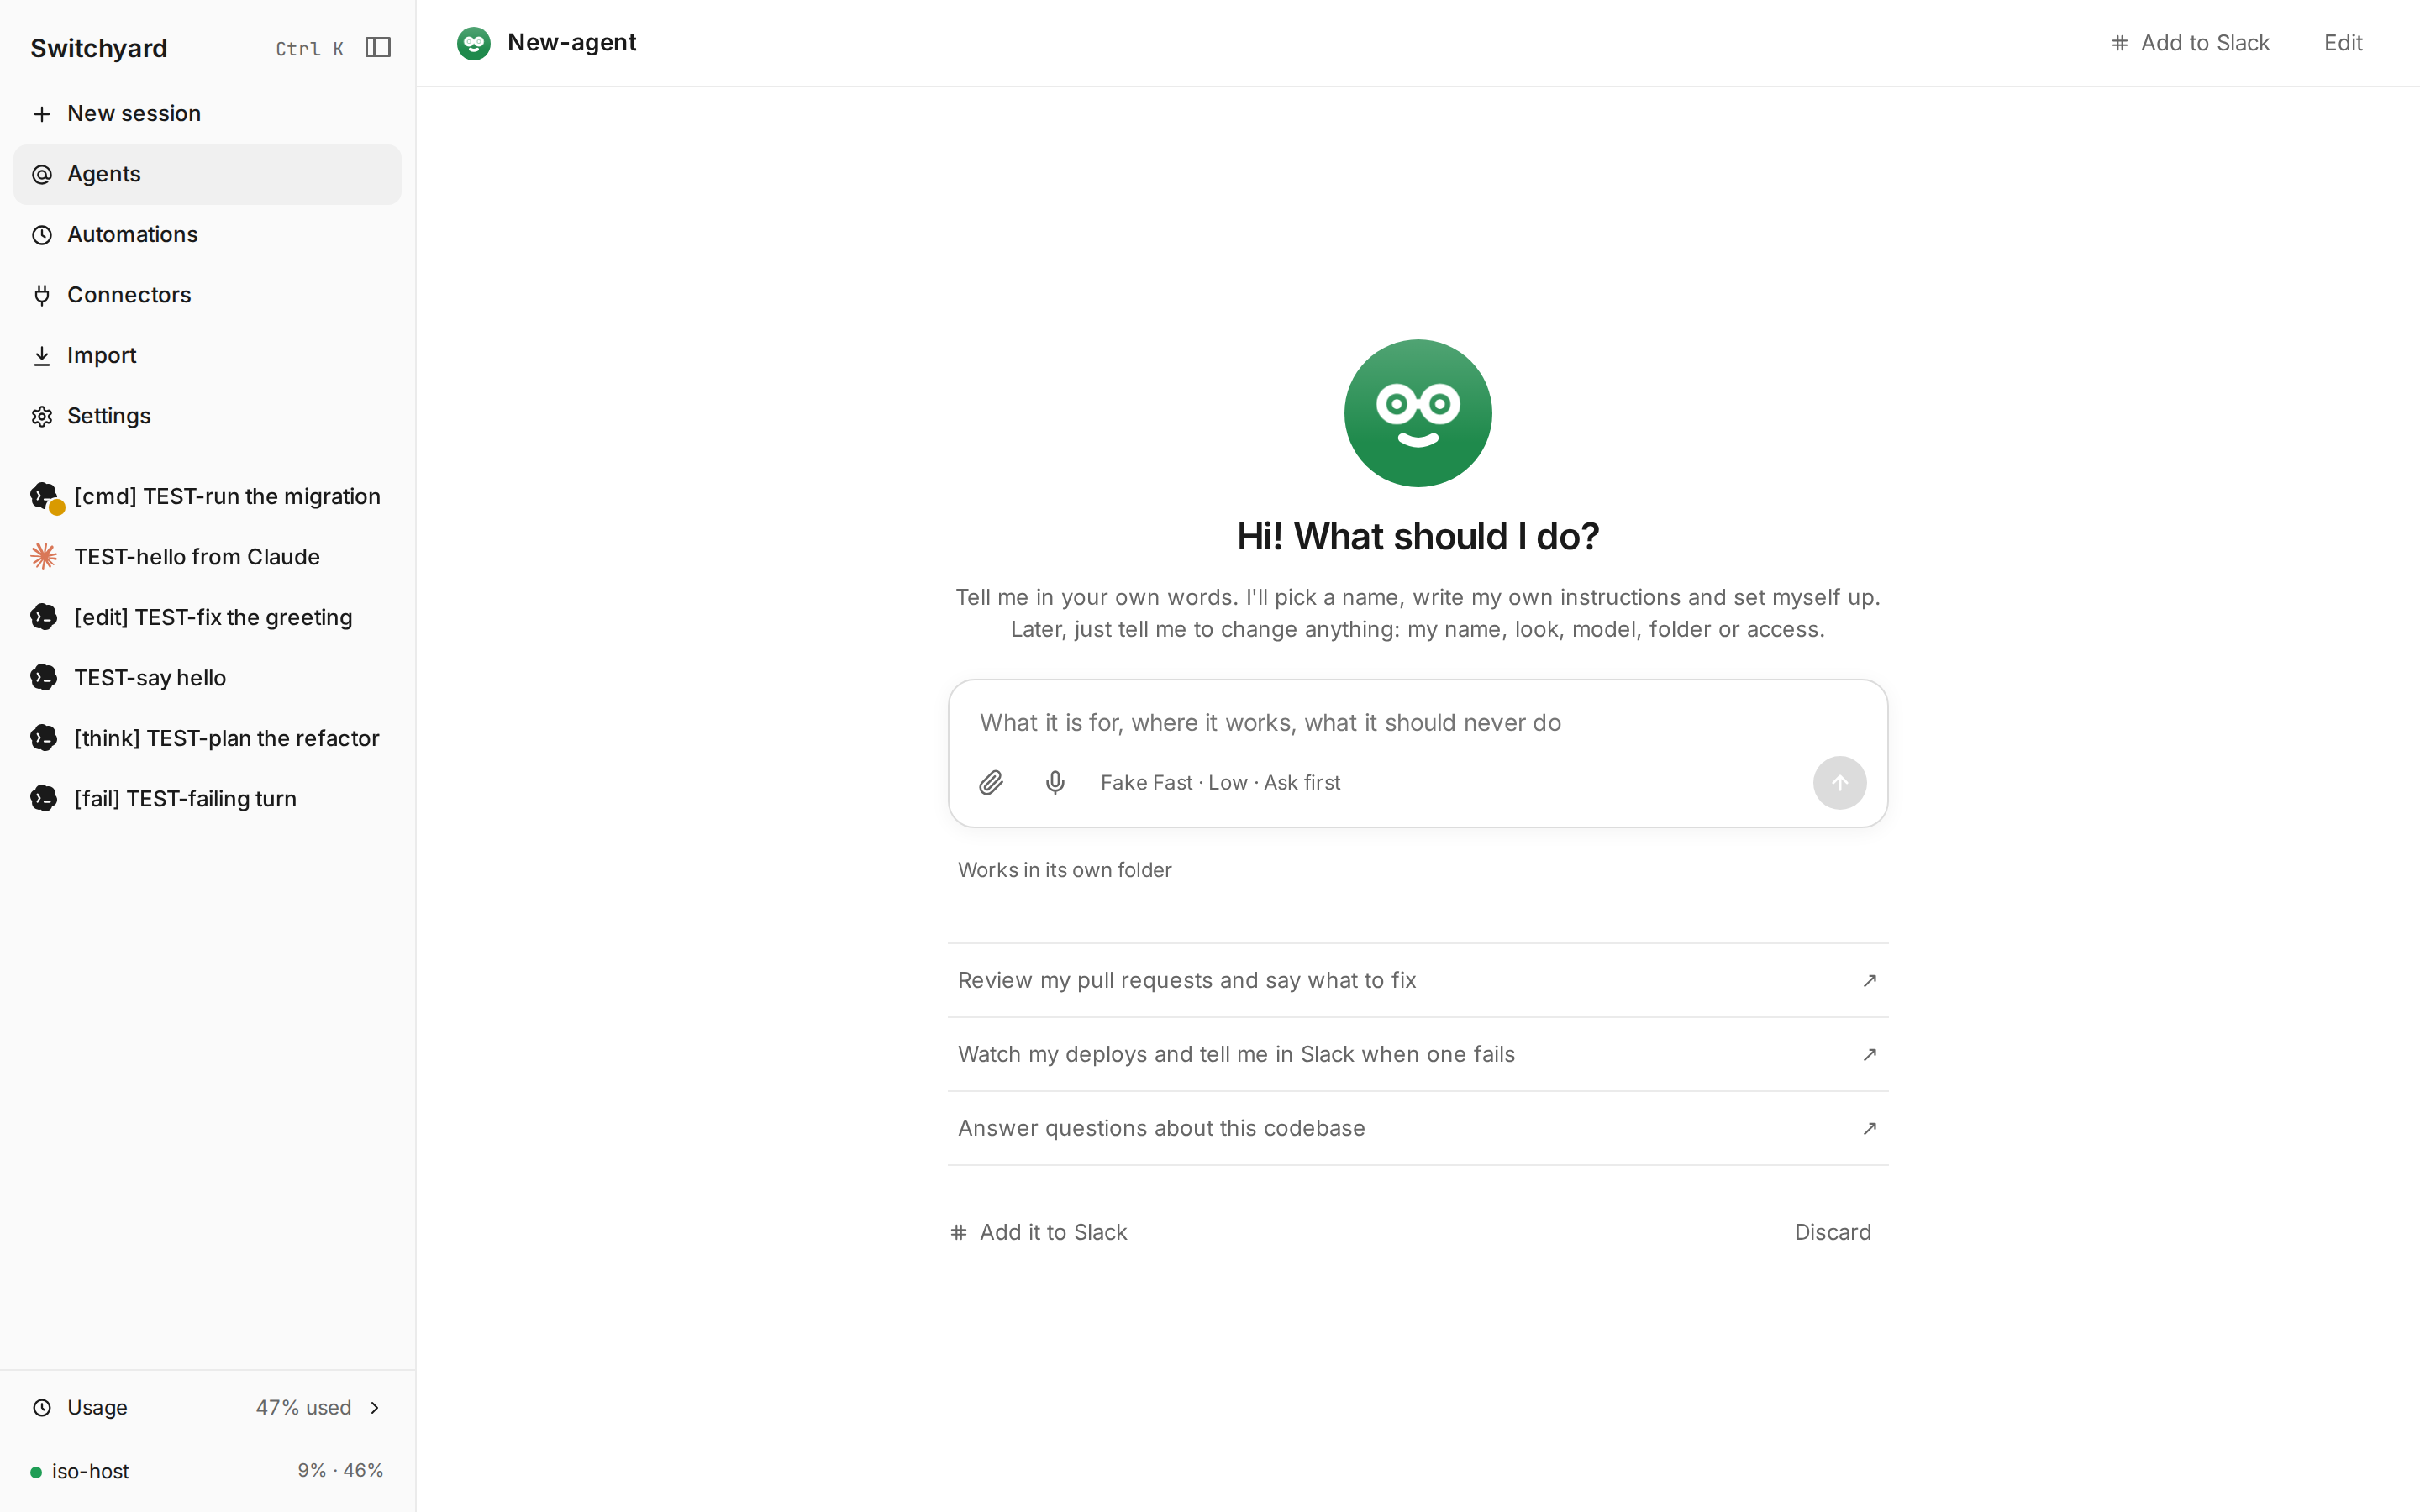 Switchyard
Ctrl K
New session
Agents
Automations
Connectors
Import
Settings
[cmd] TEST-run the migration
TEST-hello from Claude
[edit] TEST-fix the greeting
TEST-say hello
[think] TEST-plan the refactor
[fail] TEST-failing turn
Usage
47% used
iso-host
9% · 46%
New-agent
Add to Slack
Edit
Hi! What should I do?
Tell me in your own words. I'll pick a name, write my own instructions and set myself up.
Later, just tell me to change anything: my name, look, model, folder or access.
What it is for, where it works, what it should never do
Fake Fast · Low · Ask first
Works in its own folder
Review my pull requests and say what to fix
Watch my deploys and tell me in Slack when one fails
Answer questions about this codebase
Add it to Slack
Discard